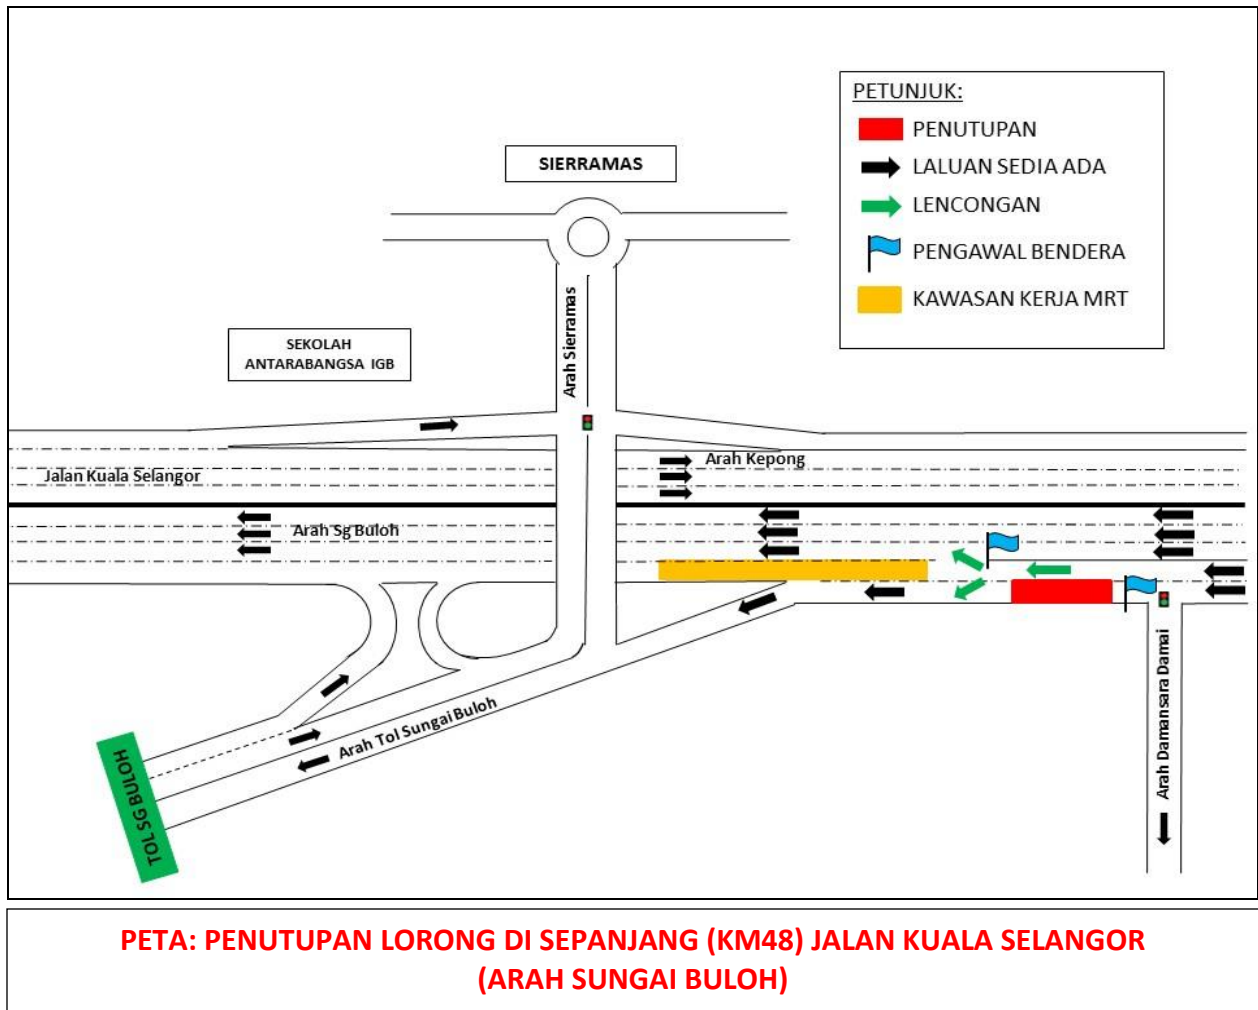 PETUNJUK:
PENUTUPAN
LALUAN SEDIA ADA
LENCONGAN
PENGAWAL BENDERA
KAWASAN KERJA MRT
SIERRAMAS
Arah Sierramas
SEKOLAH
ANTARABANGSA IGB
Jalan Kuala Selangor
Arah Kepong
Arah Sg Buloh
Arah Tol Sungai Buloh
TOL SG BULOH
Arah Damansara Damai
PETA: PENUTUPAN LORONG DI SEPANJANG (KM48) JALAN KUALA SELANGOR
(ARAH SUNGAI BULOH)